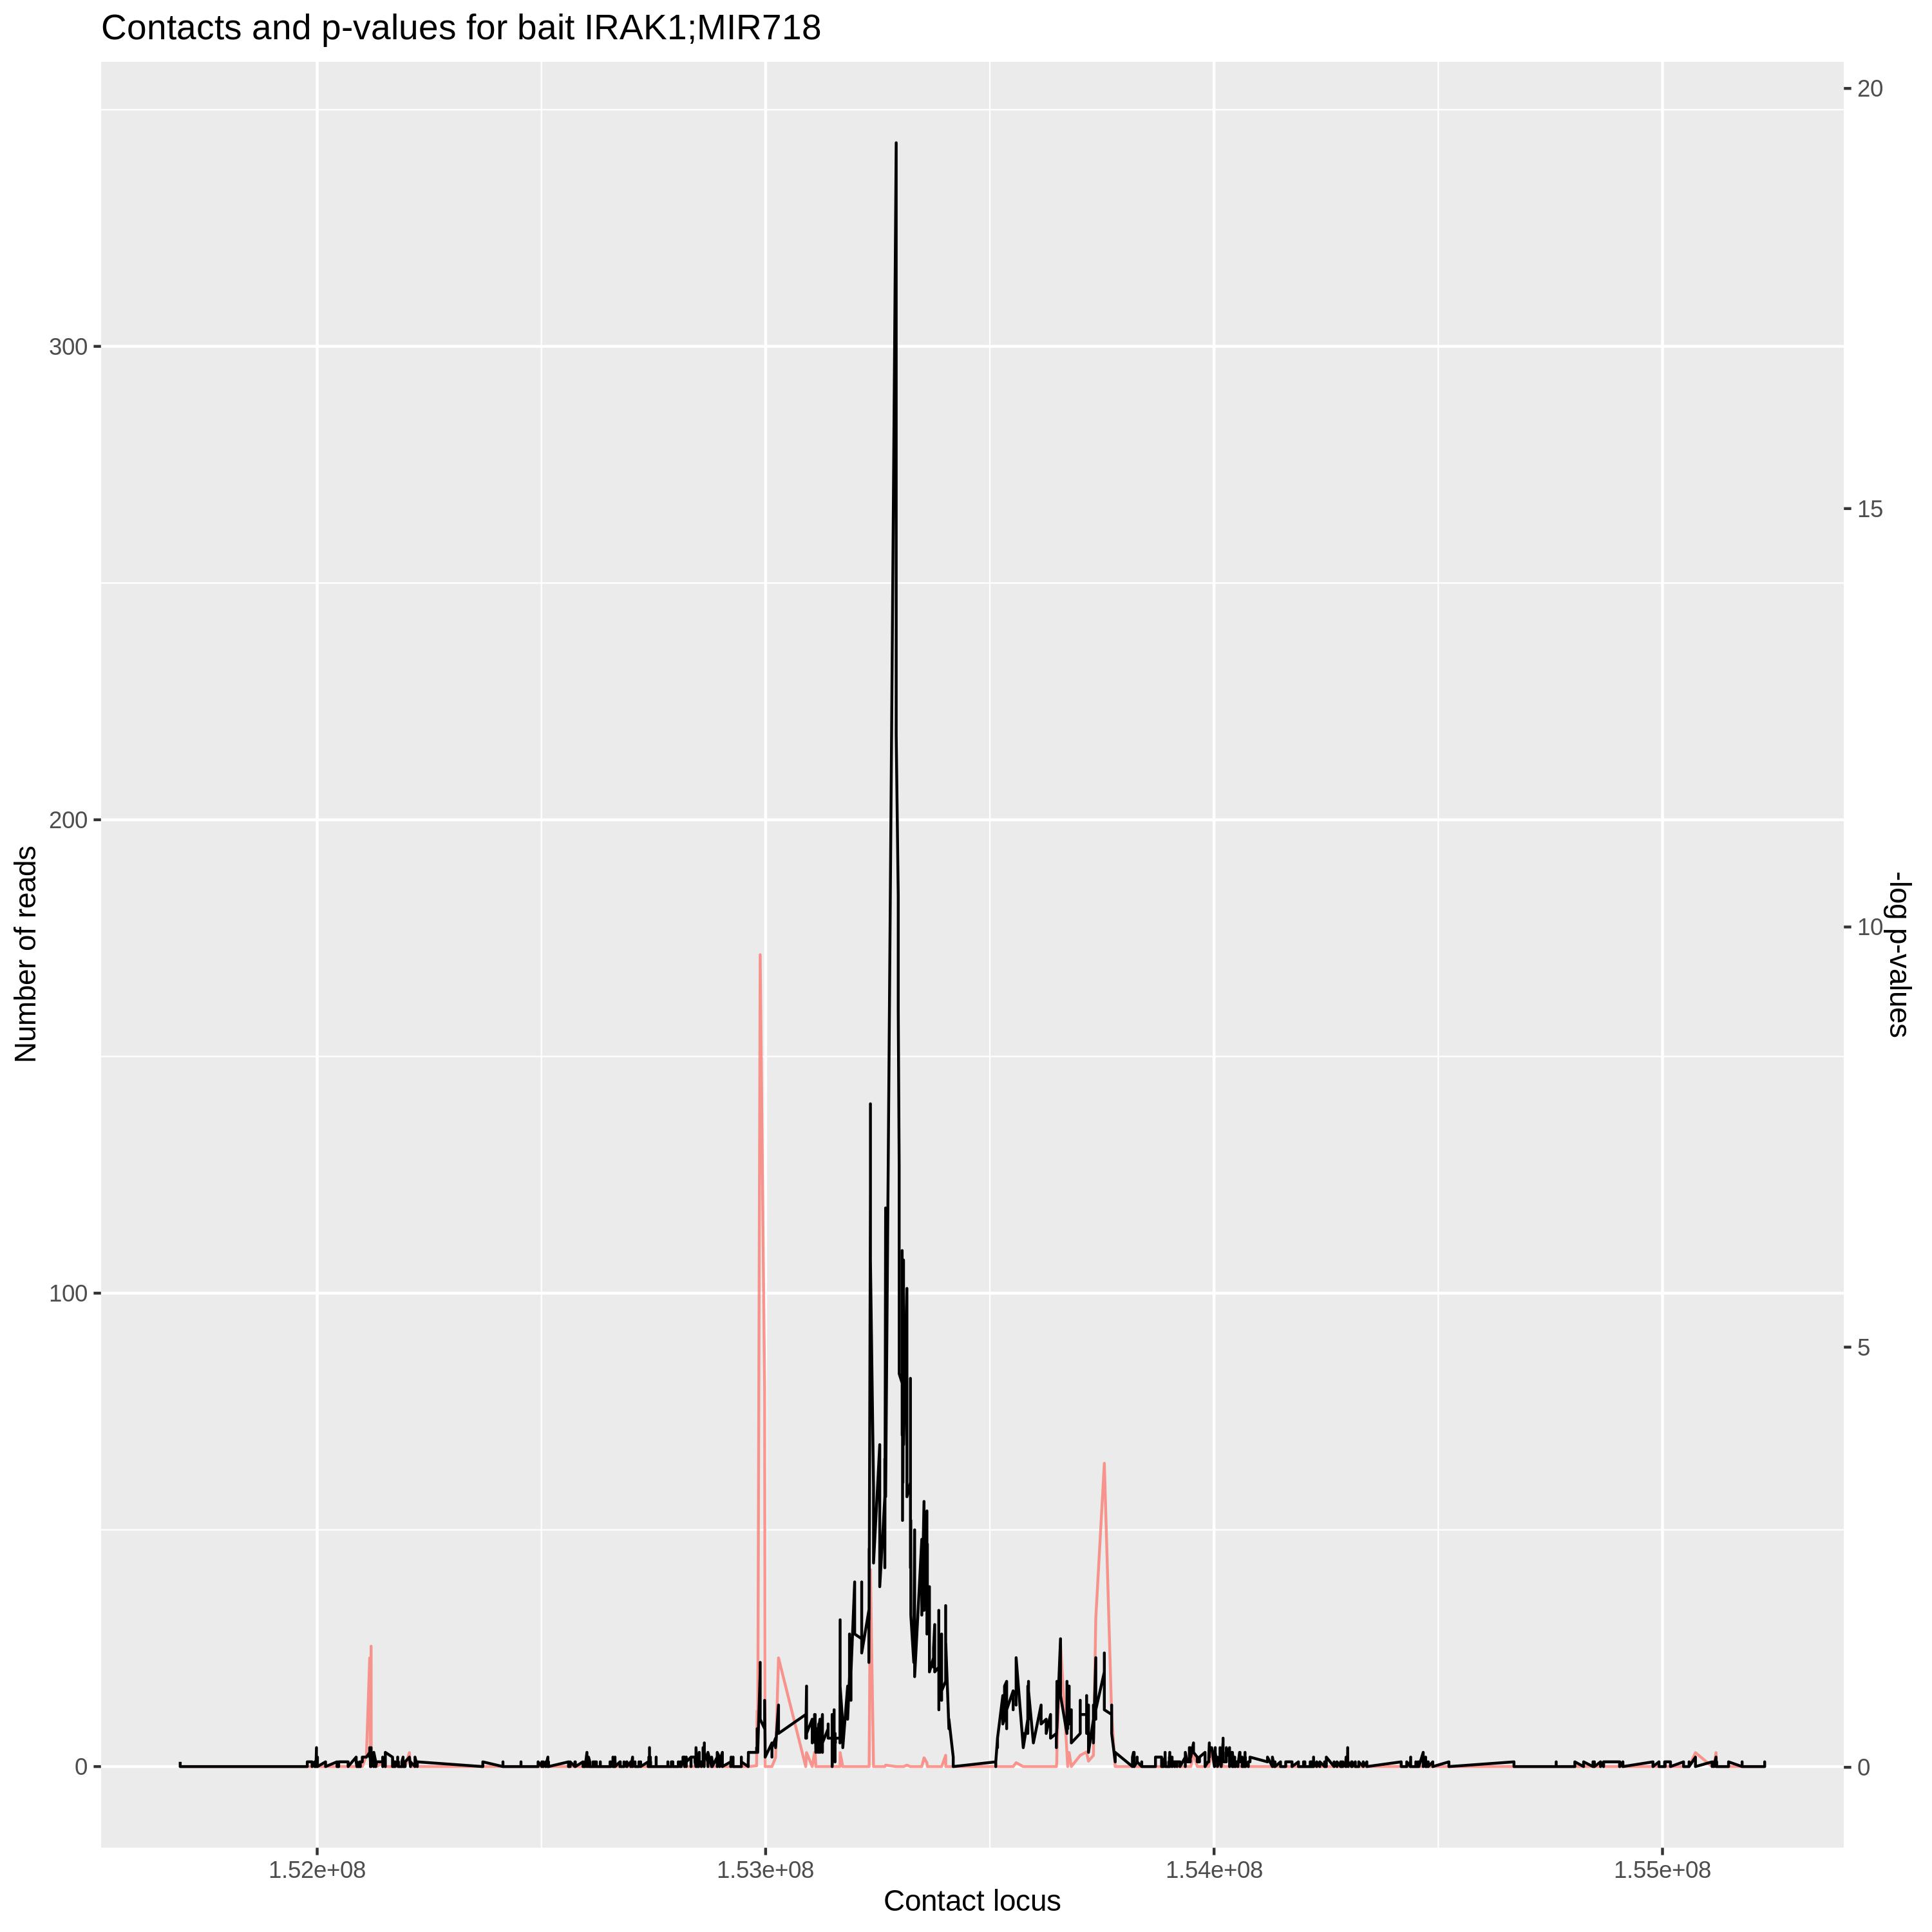 Contacts and p-values for bait IRAK1;MIR718
20
300
15
200
Number of reads
10
-log p-values
100
5
0
0
1.52e+08
1.53e+08
1.54e+08
1.55e+08
Contact locus